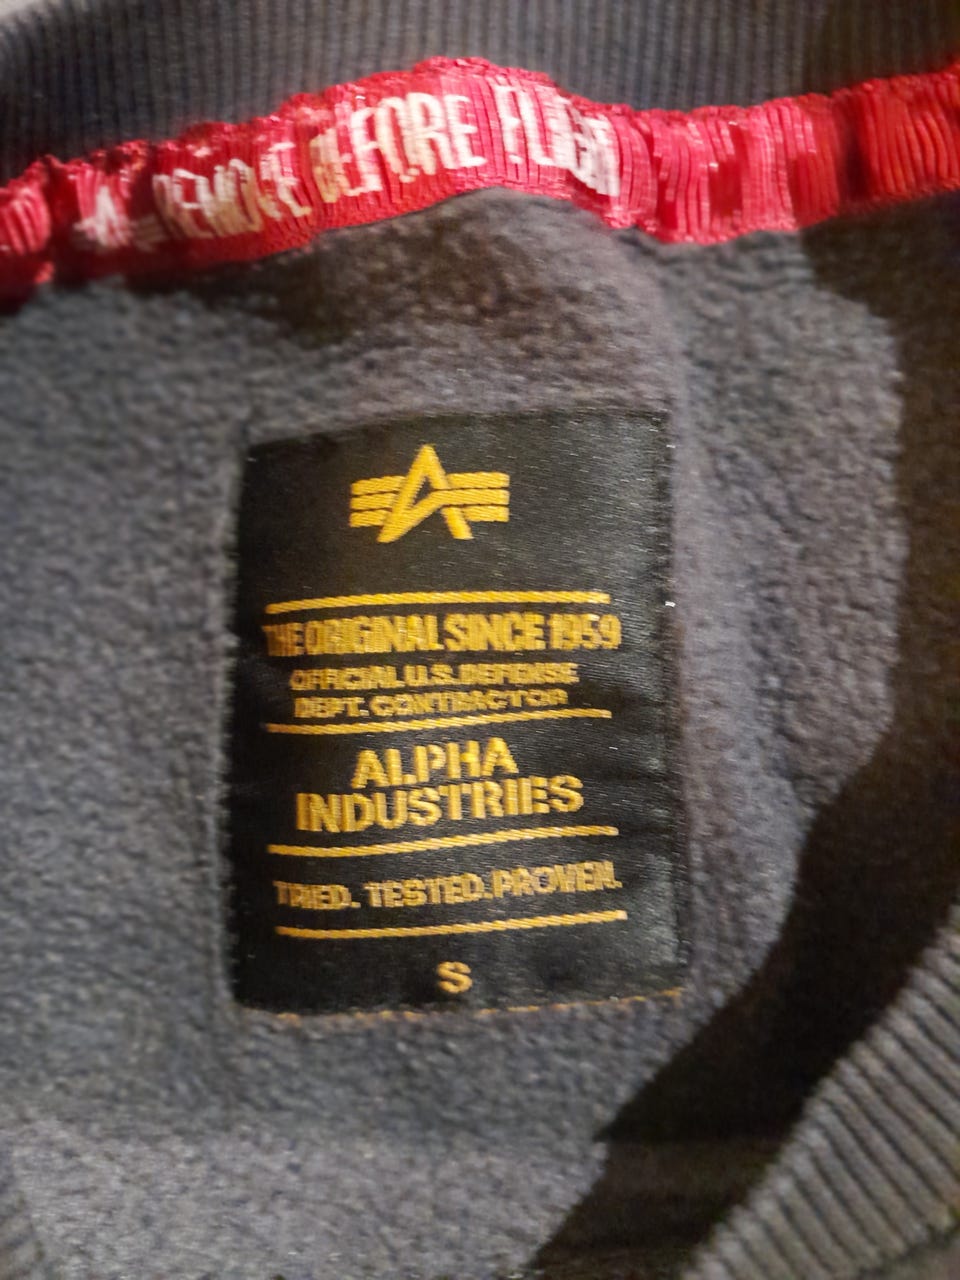 REMOVE BEFORE FLIGHT
THE ORIGINAL SINCE 1959
OFFICIAL U.S. DEFENSE
DEPT. CONTRACTOR
ALPHA
INDUSTRIES
TRIED. TESTED. PROVEN.
S